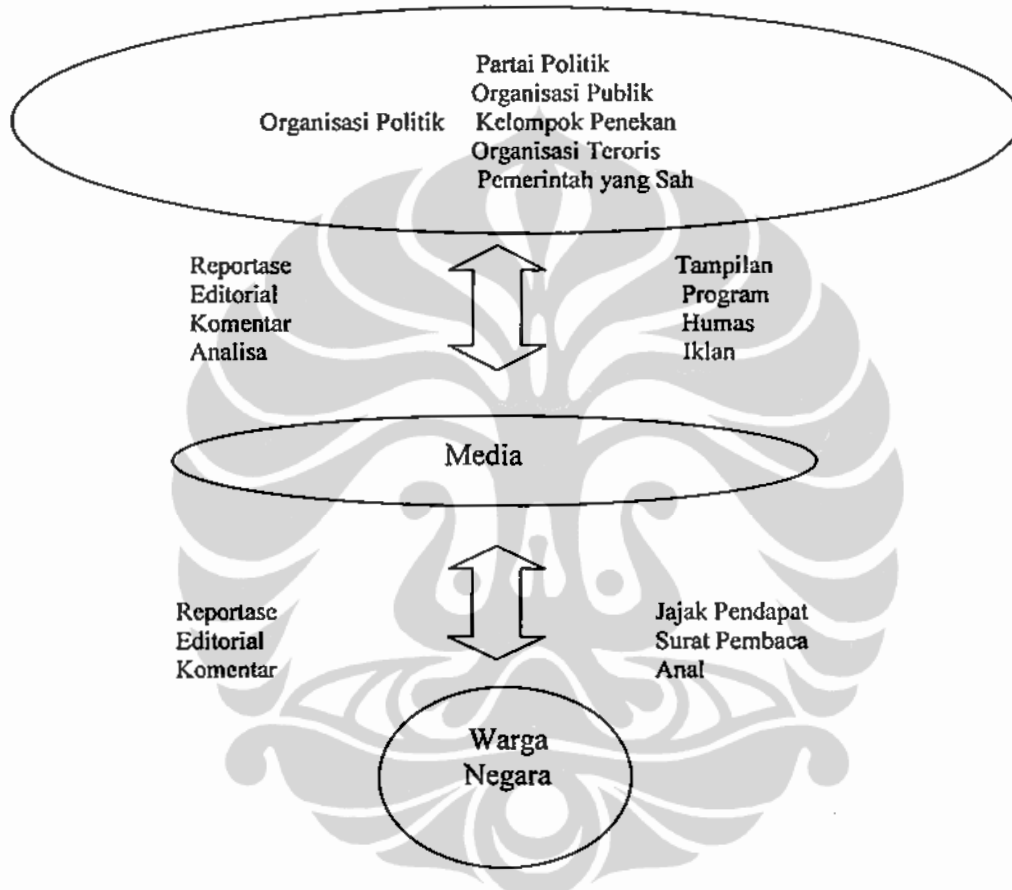 Partai Politik
Organisasi Publik
Organisasi Politik Kelompok Penekan
Organisasi Teroris
Pemerintah yang Sah
Reportase
Editorial
Komentar
Analisa
Tampilan
Program
Humas
Iklan
Media
Reportase
Editorial
Komentar
Jajak Pendapat
Surat Pembaca
Anal
Warga
Negara